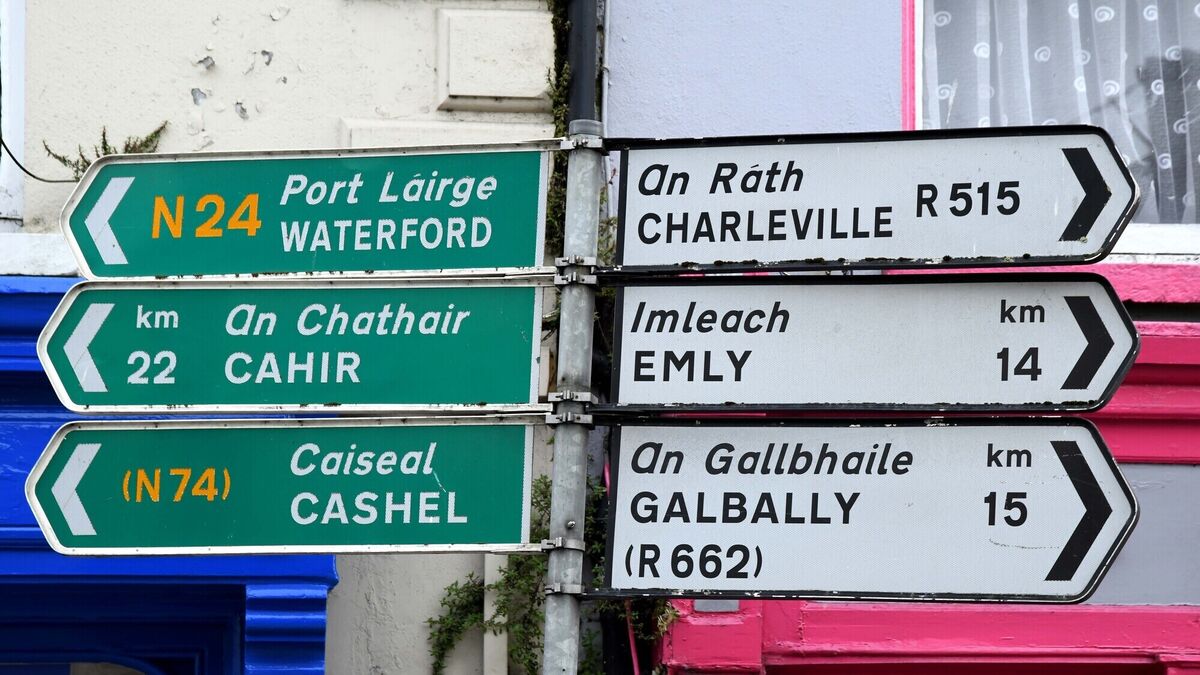 N24 Port Láirge
WATERFORD
km An Chathair
22 CAHIR
(N74) Caiseal
CASHEL
An Ráth
CHARLEVILLE R515
Imleach km
EMLY 14
An Gallbhaile km
GALBALLY 15
(R662)